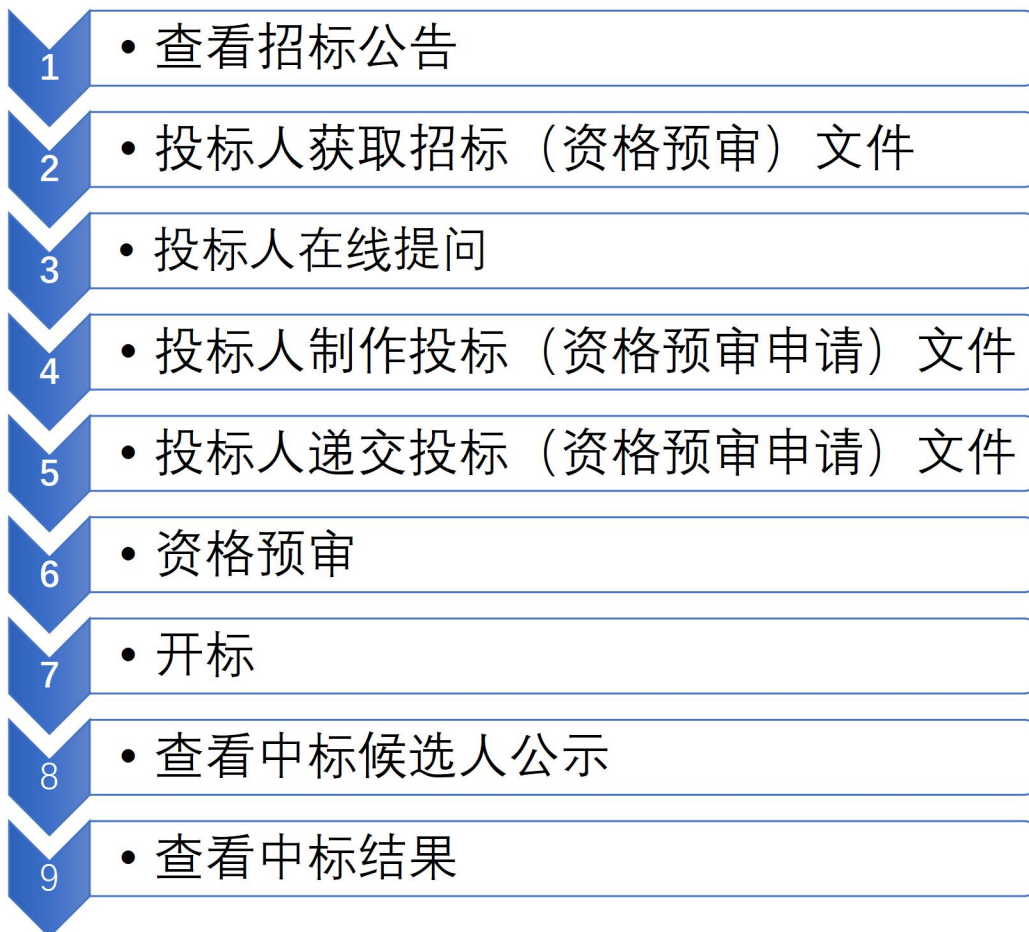 1
• 查看招标公告
2
• 投标人获取招标（资格预审）文件
3
• 投标人在线提问
4
• 投标人制作投标（资格预审申请）文件
5
• 投标人递交投标（资格预审申请）文件
6
• 资格预审
7
• 开标
8
• 查看中标候选人公示
9
• 查看中标结果